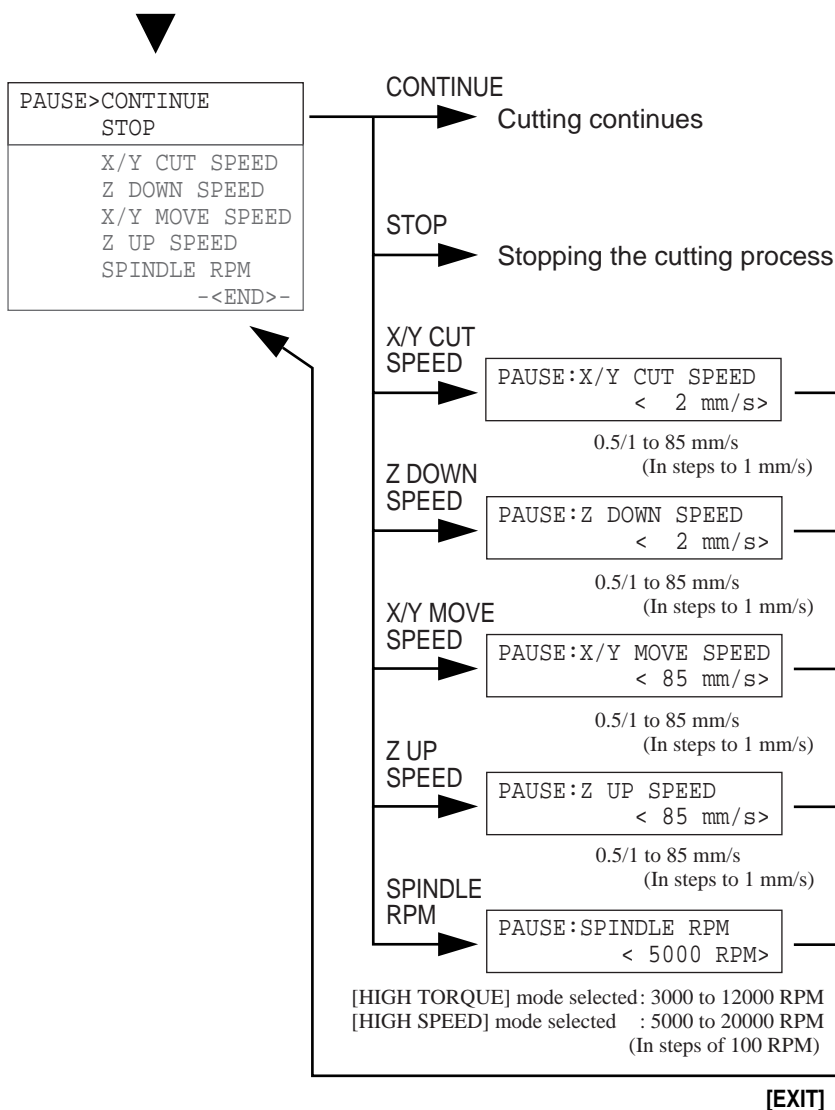 PAUSE>CONTINUE
STOP
X/Y CUT SPEED
Z DOWN SPEED
X/Y MOVE SPEED
Z UP SPEED
SPINDLE RPM
-<END>-
CONTINUE
Cutting continues
STOP
Stopping the cutting process
X/Y CUT
SPEED
PAUSE:X/Y CUT SPEED
< 2 mm/s>
0.5/1 to 85 mm/s
(In steps to 1 mm/s)
Z DOWN
SPEED
PAUSE:Z DOWN SPEED
< 2 mm/s>
0.5/1 to 85 mm/s
(In steps to 1 mm/s)
X/Y MOVE
SPEED
PAUSE:X/Y MOVE SPEED
< 85 mm/s>
0.5/1 to 85 mm/s
(In steps to 1 mm/s)
Z UP
SPEED
PAUSE:Z UP SPEED
< 85 mm/s>
0.5/1 to 85 mm/s
(In steps to 1 mm/s)
SPINDLE
RPM
PAUSE:SPINDLE RPM
< 5000 RPM>
[HIGH TORQUE] mode selected: 3000 to 12000 RPM
[HIGH SPEED] mode selected : 5000 to 20000 RPM
(In steps of 100 RPM)
[EXIT]